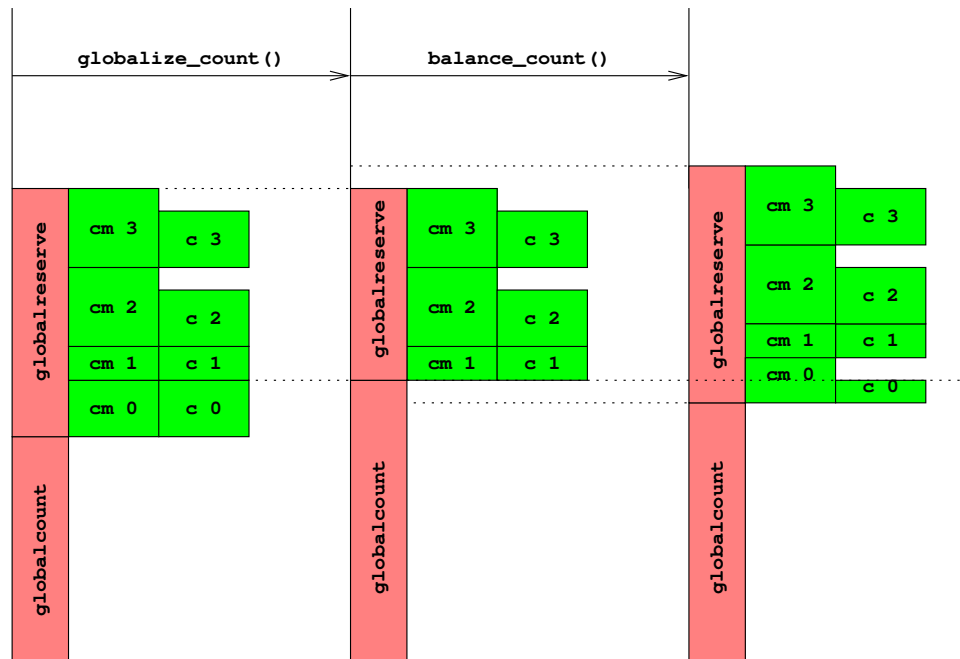 globalize_count()
balance_count()
globalreserve
cm 3
c 3
cm 2
c 2
cm 1
c 1
cm 0
c 0
globalcount
globalreserve
cm 3
c 3
cm 2
c 2
cm 1
c 1
globalcount
globalreserve
cm 3
c 3
cm 2
c 2
cm 1
c 1
cm 0
c 0
globalcount